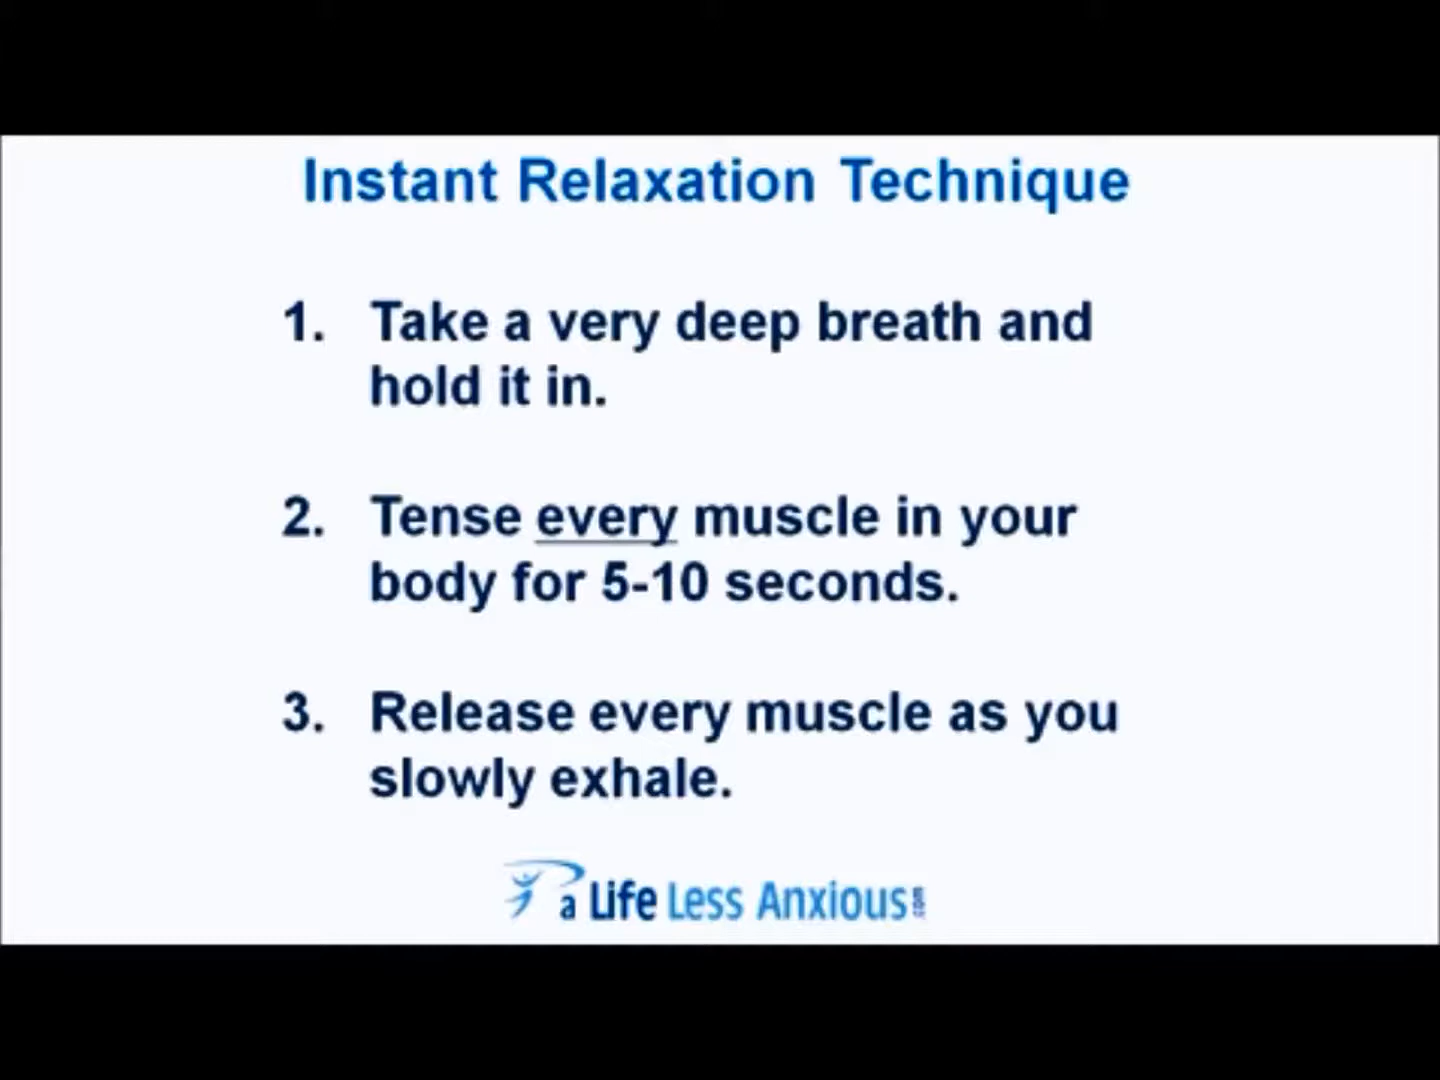 Instant Relaxation Technique
1. Take a very deep breath and
hold it in.
2. Tense every muscle in your
body for 5-10 seconds.
3. Release every muscle as you
slowly exhale.
a Life Less Anxious.com